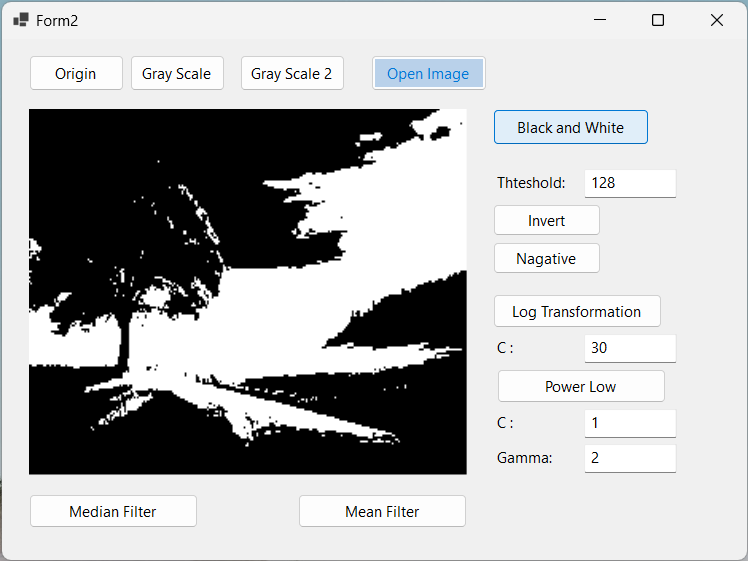 Form2
Origin Gray Scale Gray Scale 2 Open Image
Black and White
Thteshold: 128
Invert
Nagative
Log Transformation
C : 30
Power Low
C : 1
Gamma: 2
Median Filter Mean Filter